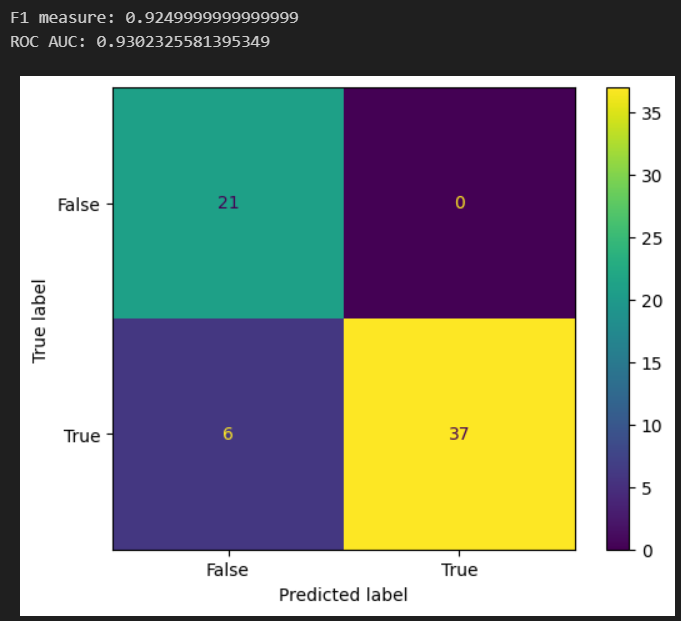 F1 measure: 0.9249999999999999
ROC AUC: 0.9302325581395349
True label
False
21
0
True
6
37
False
True
Predicted label
35
30
25
20
15
10
5
0